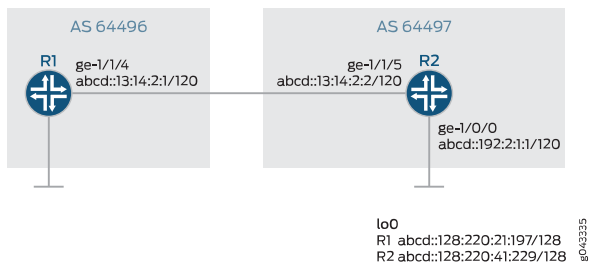 AS 64496
AS 64497
R1
ge-1/1/4
abcd::13:14:2:1/120
ge-1/1/5
abcd::13:14:2:2/120
R2
ge-1/0/0
abcd::192:2:1:1/120
lo0
R1 abcd::128:220:21:197/128
R2 abcd::128:220:41:229/128
g043335